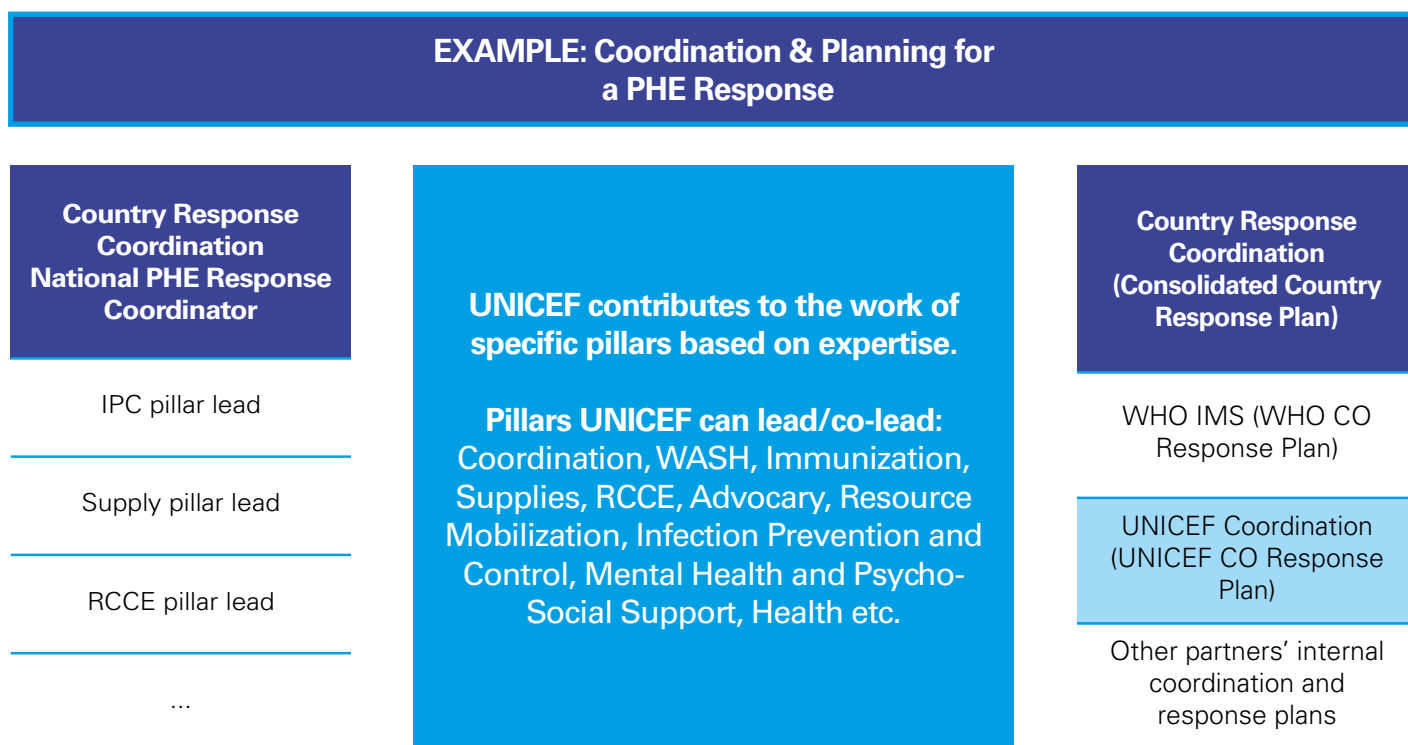 EXAMPLE: Coordination & Planning for
a PHE Response
Country Response
Coordination
National PHE Response
Coordinator
IPC pillar lead
Supply pillar lead
RCCE pillar lead
...
UNICEF contributes to the work of
specific pillars based on expertise.
Pillars UNICEF can lead/co-lead:
Coordination, WASH, Immunization,
Supplies, RCCE, Advocary, Resource
Mobilization, Infection Prevention and
Control, Mental Health and Psycho-
Social Support, Health etc.
Country Response
Coordination
(Consolidated Country
Response Plan)
WHO IMS (WHO CO
Response Plan)
UNICEF Coordination
(UNICEF CO Response
Plan)
Other partners’ internal
coordination and
response plans